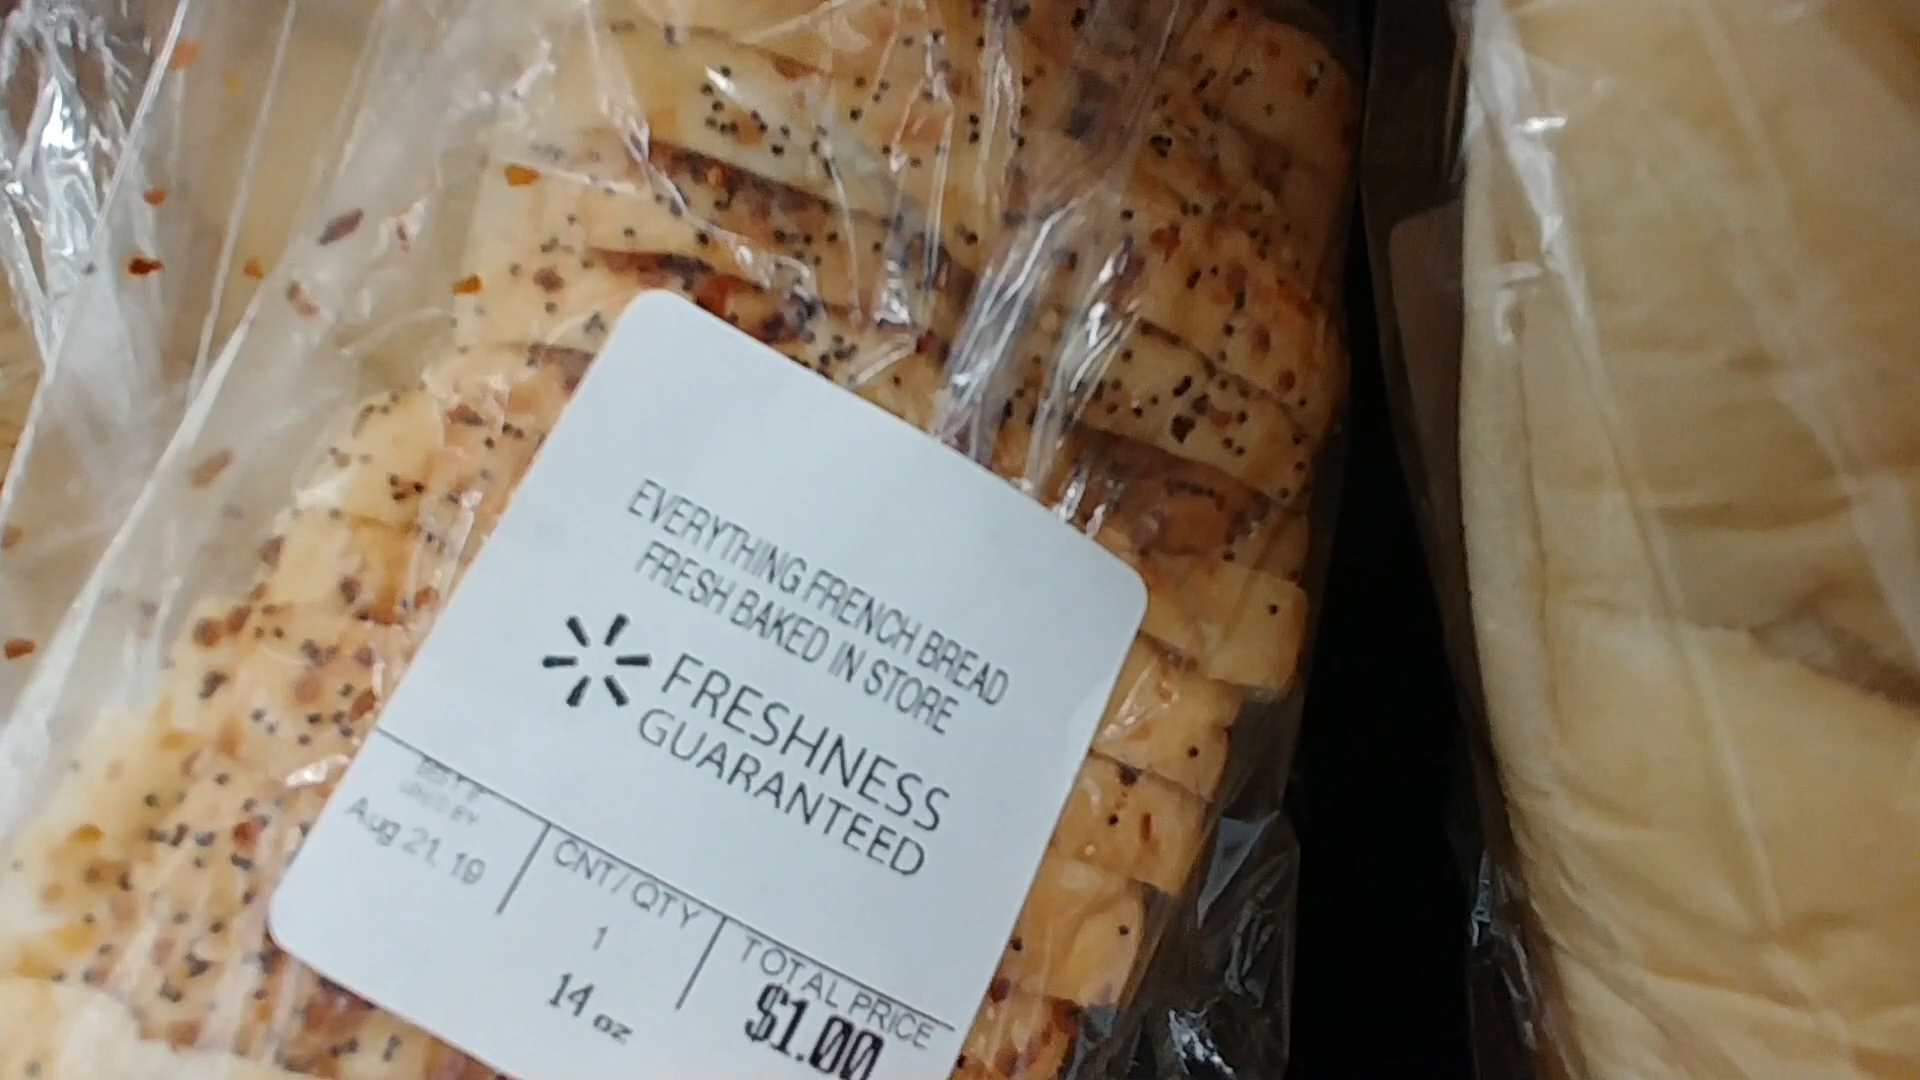 EVERYTHING FRENCH BREAD
FRESH BAKED IN STORE
FRESHNESS
GUARANTEED
Aug 21, 19
CNT / QTY
1
14 oz
TOTAL PRICE
$1.00